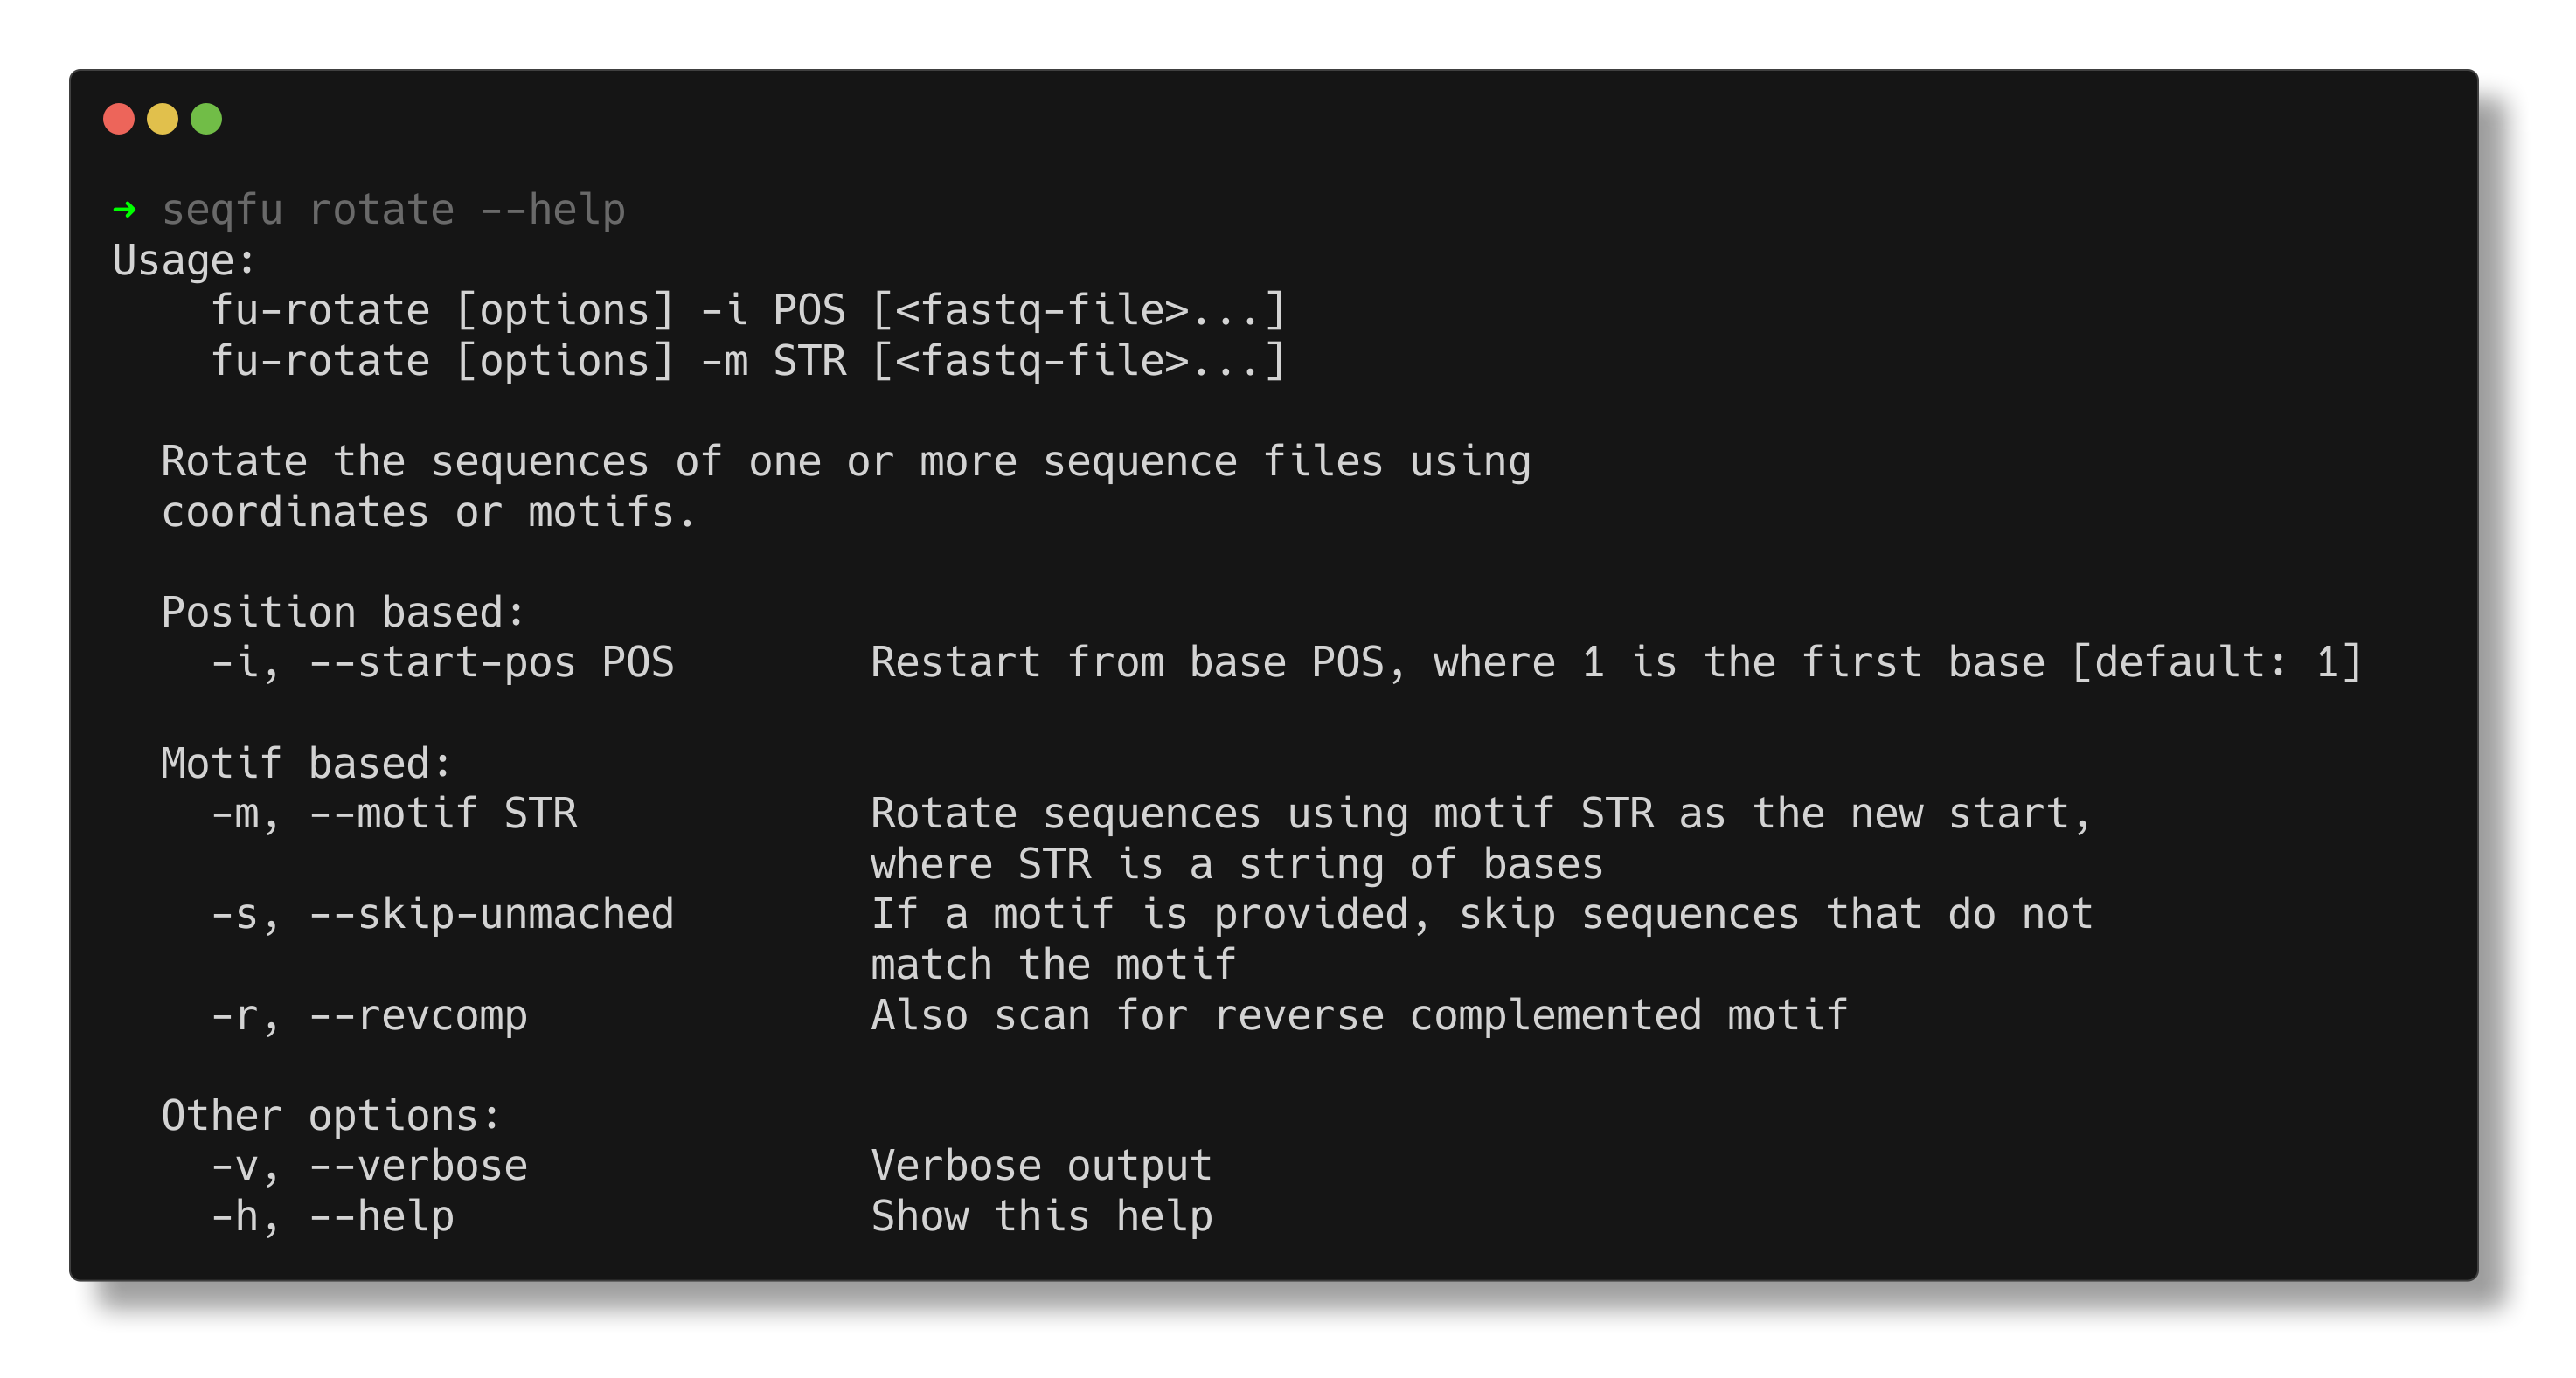 ➜ seqfu rotate --help
Usage:
fu-rotate [options] -i POS [<fastq-file>...]
fu-rotate [options] -m STR [<fastq-file>...]
Rotate the sequences of one or more sequence files using
coordinates or motifs.
Position based:
-i, --start-pos POS Restart from base POS, where 1 is the first base [default: 1]
Motif based:
-m, --motif STR Rotate sequences using motif STR as the new start,
where STR is a string of bases
-s, --skip-unmached If a motif is provided, skip sequences that do not
match the motif
-r, --revcomp Also scan for reverse complemented motif
Other options:
-v, --verbose Verbose output
-h, --help Show this help